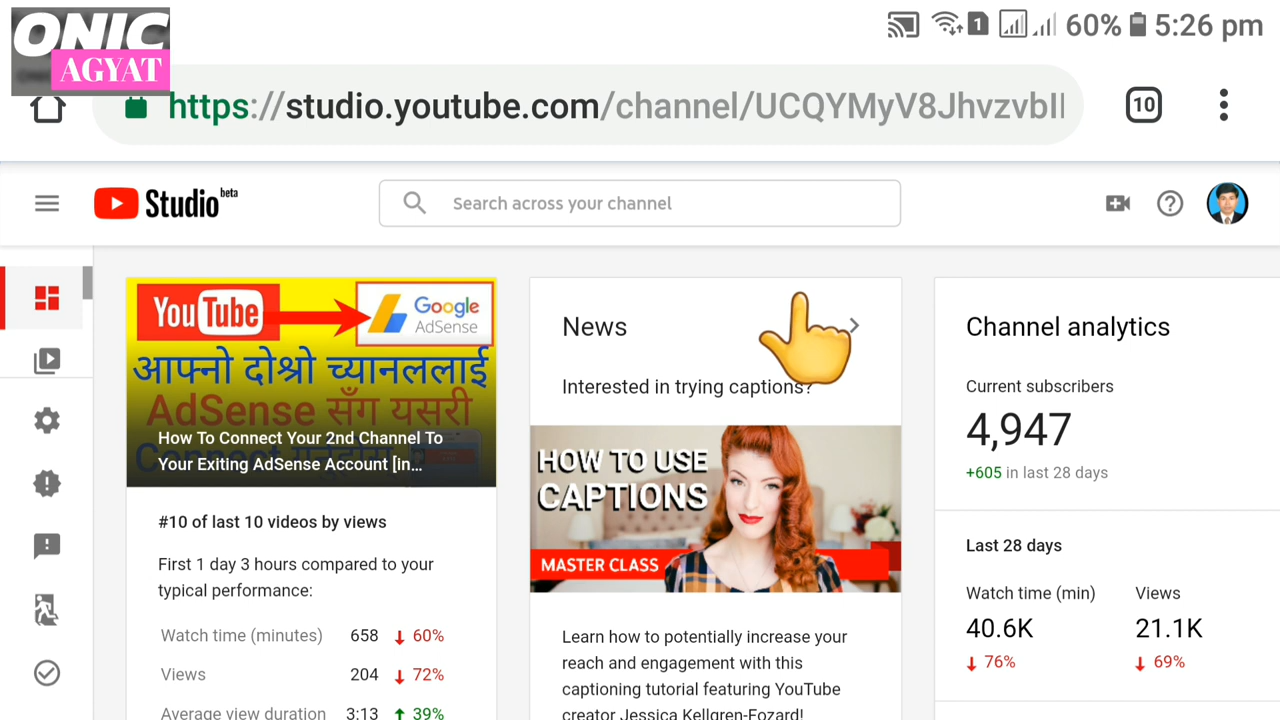 ONIC
AGYAT
1
60%
5:26 pm
https://studio.youtube.com/channel/UCQYMyV8JhvzvbII
10
Studio beta
Search across your channel
YouTube
Google
AdSense
आफ्नो दोश्रो च्यानललाई
AdSense सँग यसरी
How To Connect Your 2nd Channel To
Your Exiting AdSense Account [in...
#10 of last 10 videos by views
First 1 day 3 hours compared to your
typical performance:
Watch time (minutes) 658 60%
Views 204 72%
Average view duration 3:13 39%
News
Interested in trying captions?
HOW TO USE
CAPTIONS
MASTER CLASS
Learn how to potentially increase your
reach and engagement with this
captioning tutorial featuring YouTube
creator Jessica Kellgren-Fozard!
Channel analytics
Current subscribers
4,947
+605 in last 28 days
Last 28 days
Watch time (min) Views
40.6K 21.1K
76% 69%